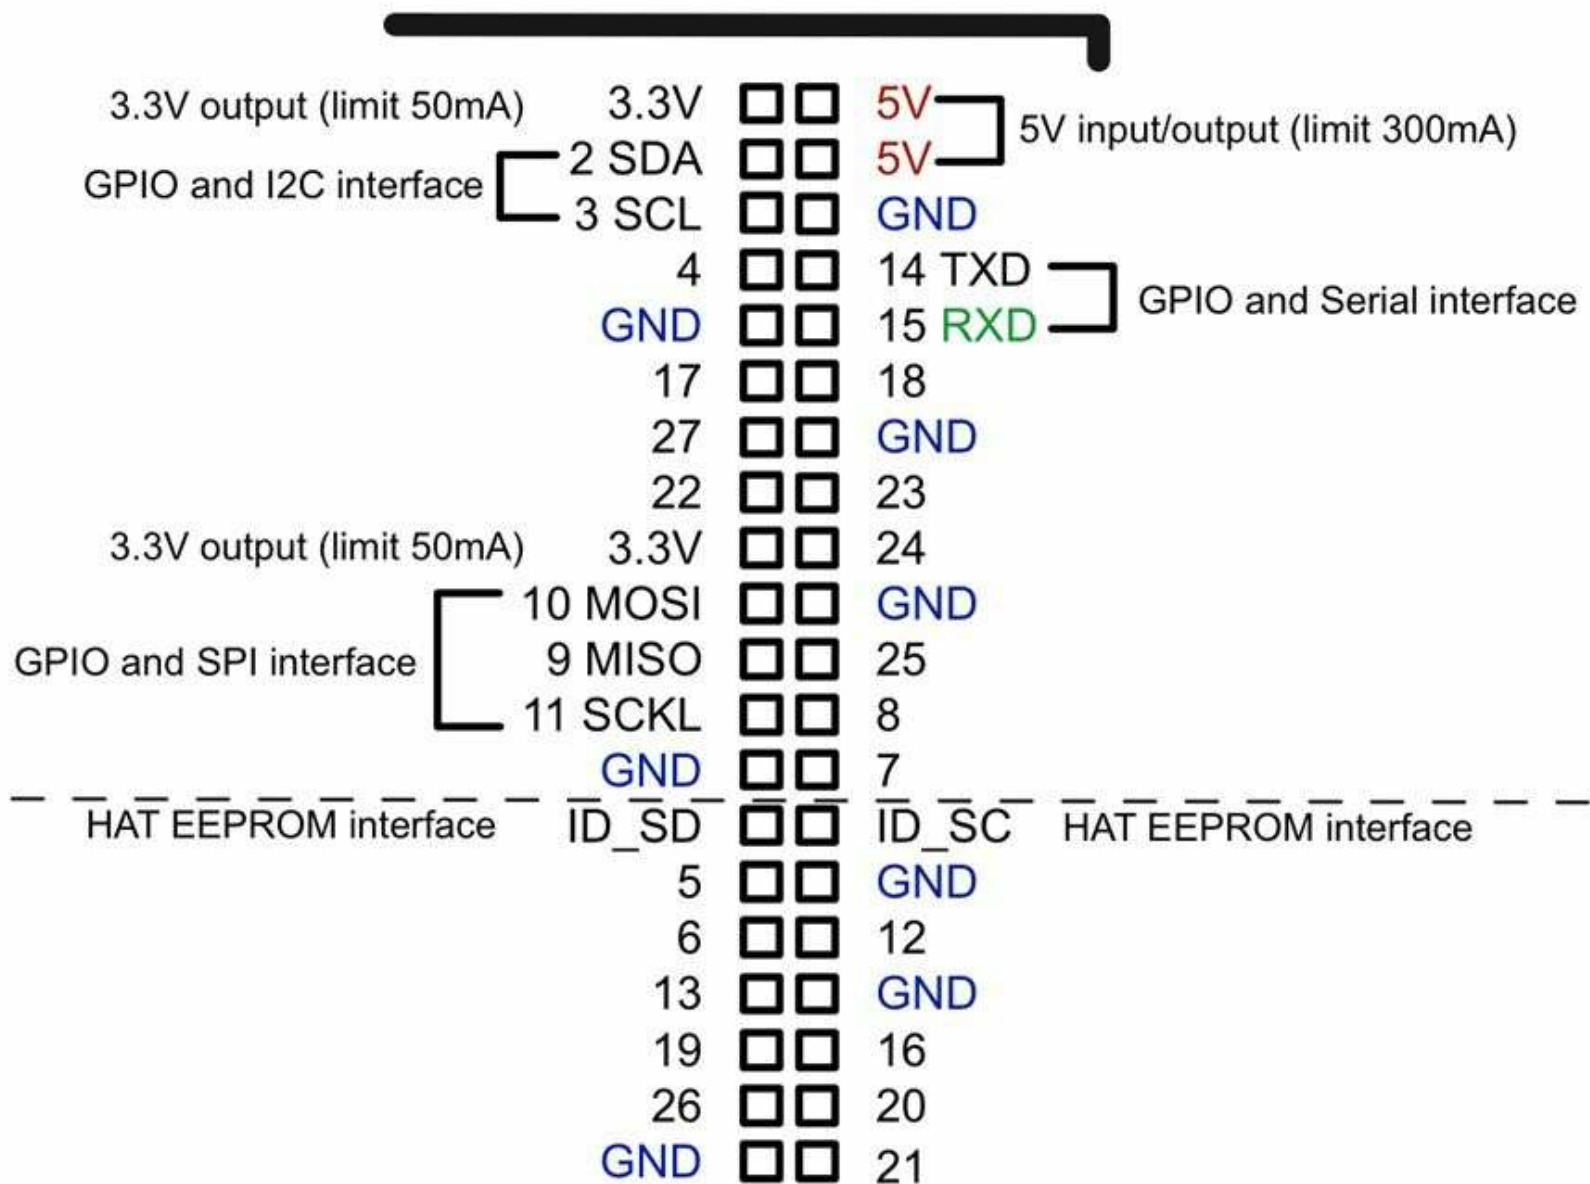 3.3V output (limit 50mA) 3.3V 5V
5V input/output (limit 300mA)
2 SDA 5V
GPIO and I2C interface
3 SCL GND
4 14 TXD
GPIO and Serial interface
GND 15 RXD
17 18
27 GND
22 23
3.3V output (limit 50mA) 3.3V 24
10 MOSI GND
GPIO and SPI interface 9 MISO 25
11 SCKL 8
GND 7
HAT EEPROM interface ID_SD ID_SC HAT EEPROM interface
5 GND
6 12
13 GND
19 16
26 20
GND 21